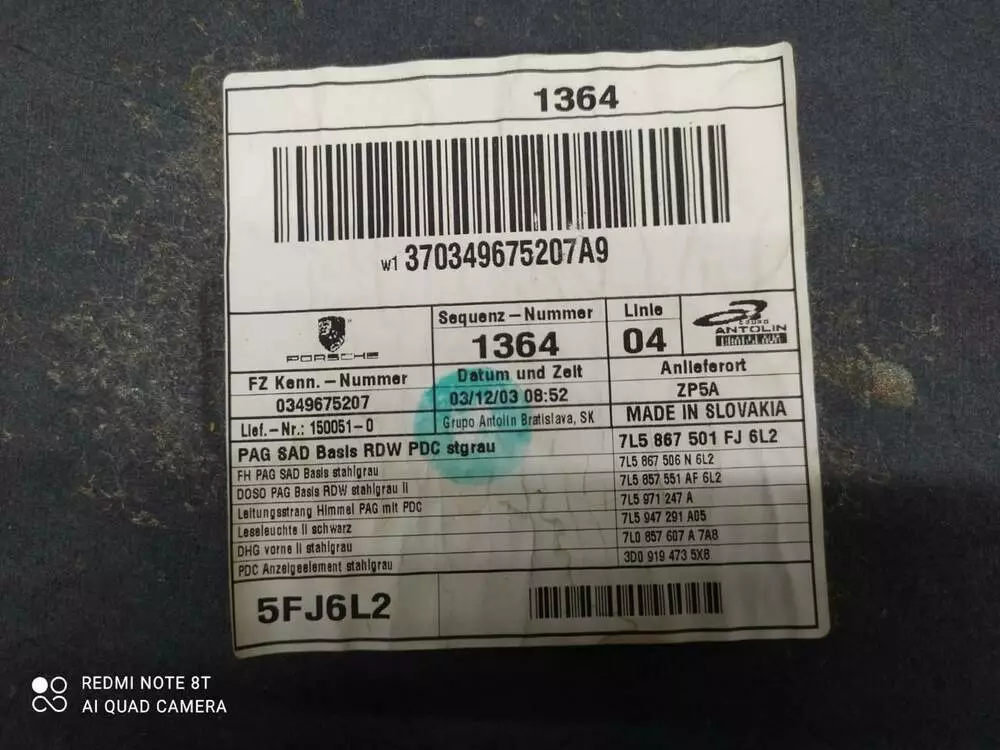 1364
w1 370349675207A9
PORSCHE
Sequenz-Nummer
1364
Linie
04
GRUPO
ANTOLIN
BRATISLAVA
FZ Kenn.-Nummer
0349675207
Datum und Zeit
03/12/03 08:52
Anlieferort
ZP5A
Lief.-Nr.: 150051-0
Grupo Antolin Bratislava, SK
MADE IN SLOVAKIA
PAG SAD Basis RDW PDC stgrau 7L5 867 501 FJ 6L2
FH PAG SAD Basis stahlgrau 7L5 867 506 N 6L2
DOSO PAG Basis RDW stahlgrau II 7L5 857 551 AF 6L2
Leitungsstrang Himmel PAG mit PDC 7L5 971 247 A
Leseleuchte II schwarz 7L5 947 291 A05
DHG vorne II stahlgrau 7L0 857 607 A 7A8
PDC Anzeigeelement stahlgrau 3D0 919 473 5X8
5FJ6L2
REDMI NOTE 8T
AI QUAD CAMERA